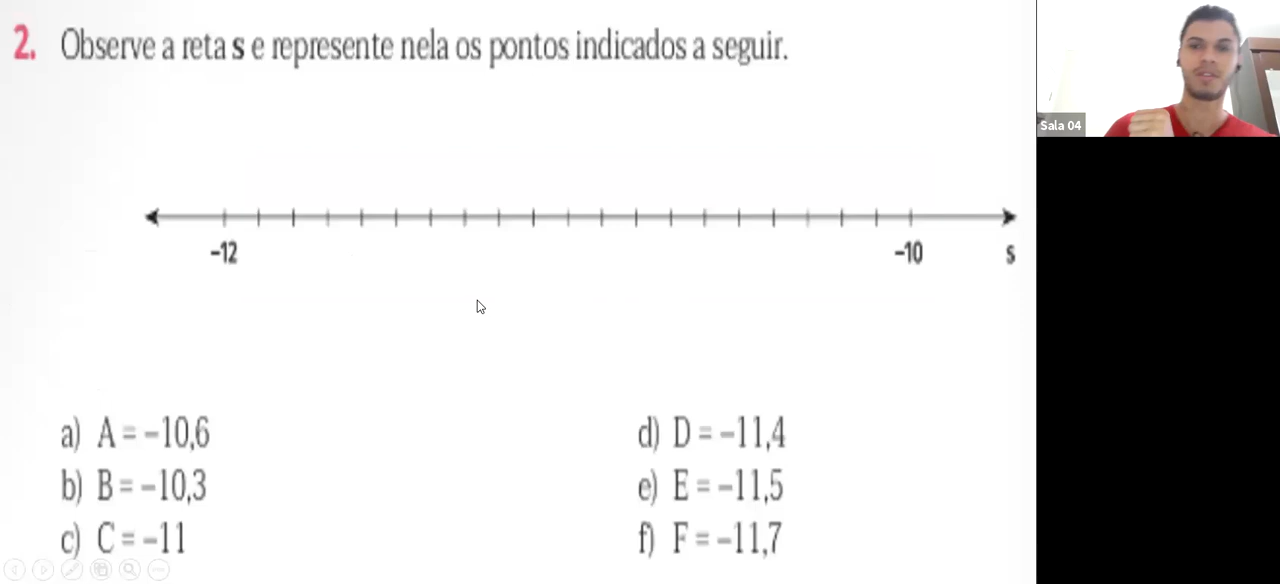 2. Observe a reta s e represente nela os pontos indicados a seguir.
Sala 04
–12
–10
s
a) A = –10,6
b) B = –10,3
c) C = –11
d) D = –11,4
e) E = –11,5
f) F = –11,7